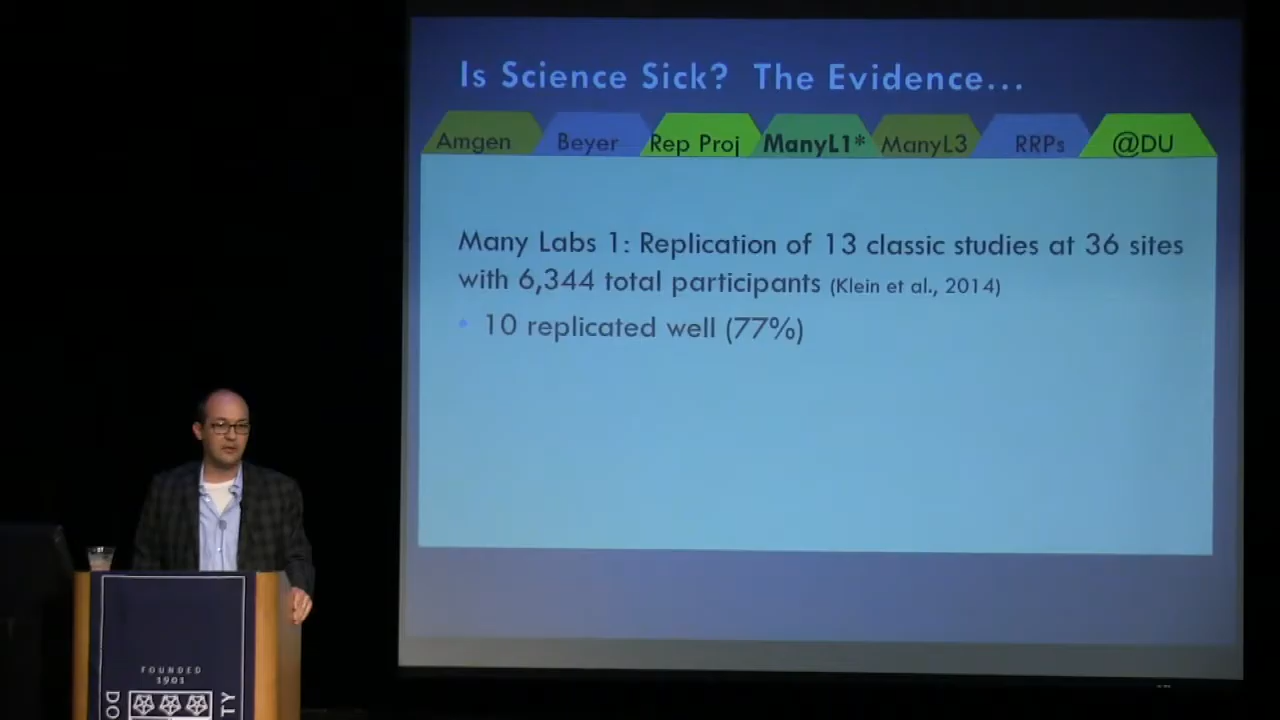 Is Science Sick? The Evidence...
Amgen Beyer Rep Proj ManyL1* ManyL3 RRPs @DU
Many Labs 1: Replication of 13 classic studies at 36 sites
with 6,344 total participants (Klein et al., 2014)
• 10 replicated well (77%)
FOUNDED
1901
DO
TY